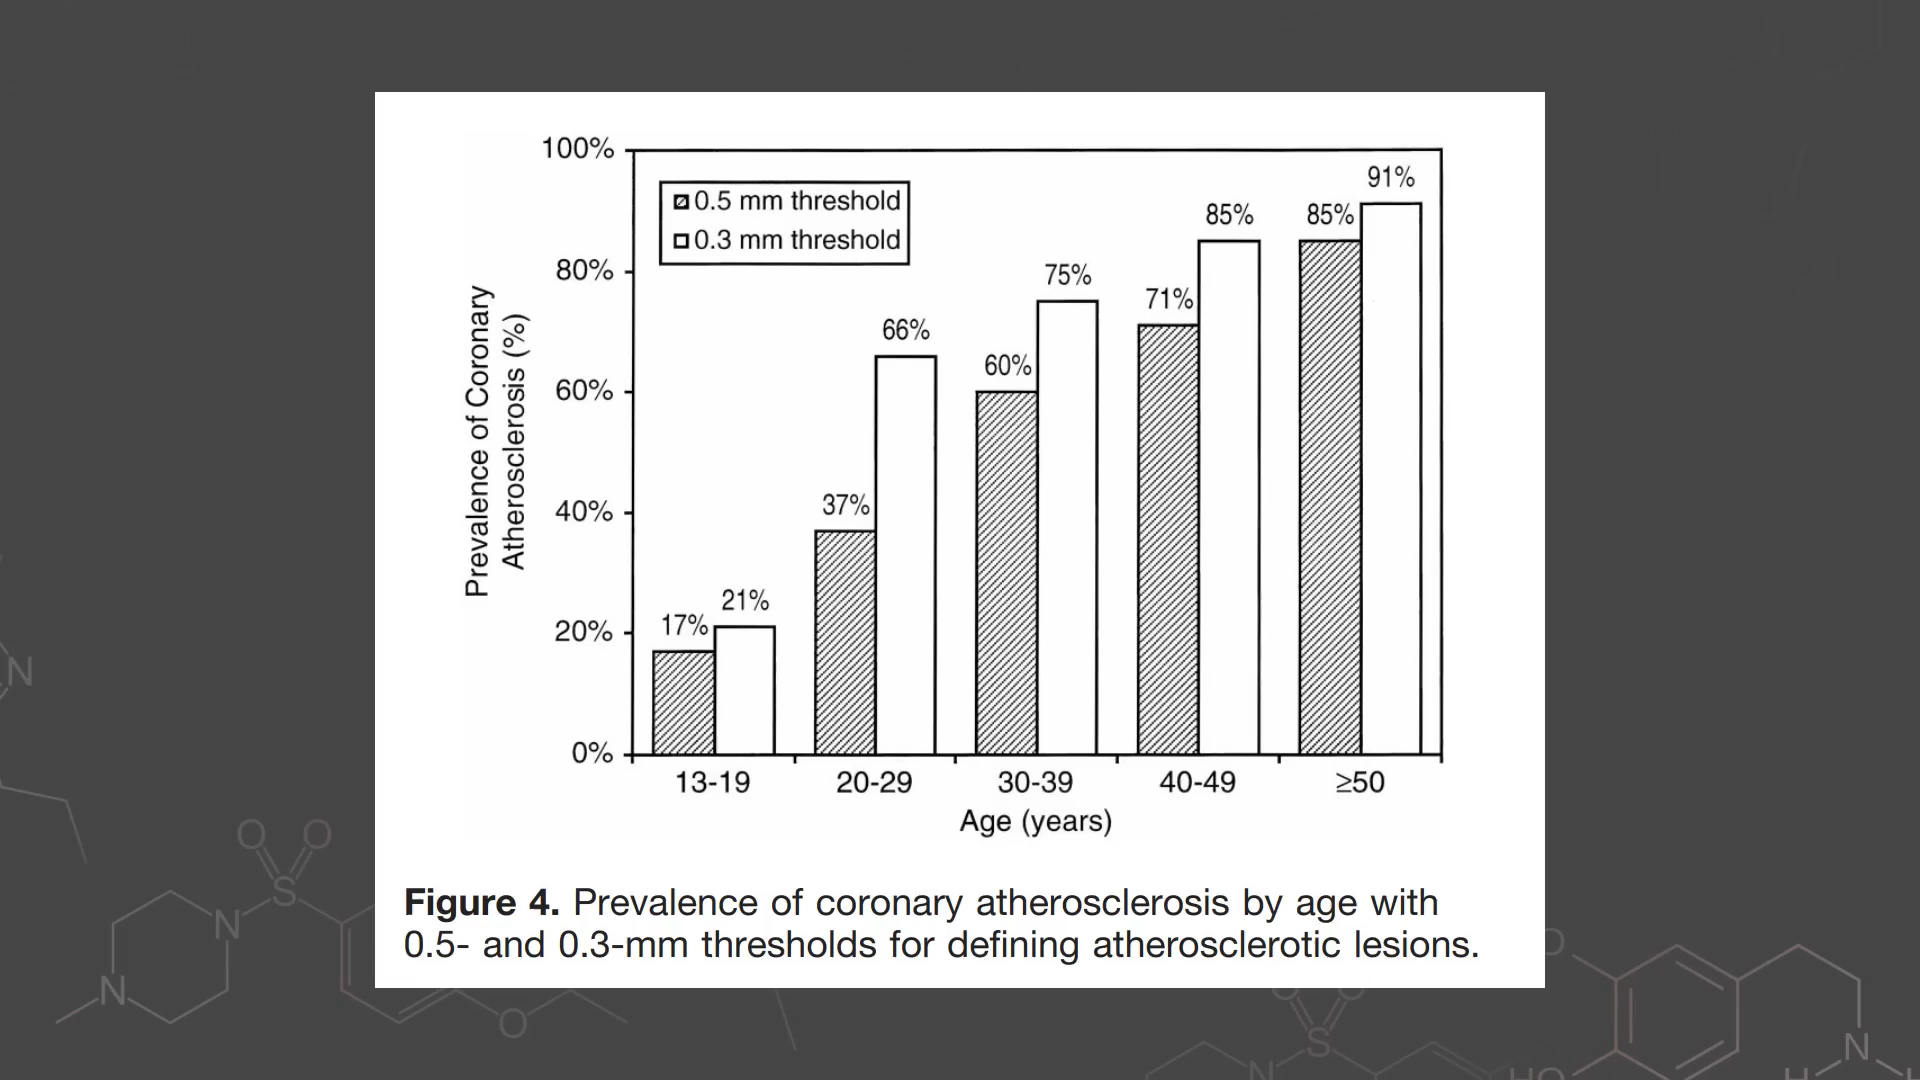 100%
80%
60%
40%
20%
0%
Prevalence of Coronary
Atherosclerosis (%)
0.5 mm threshold
0.3 mm threshold
17%
21%
37%
66%
60%
75%
71%
85%
85%
91%
13-19
20-29
30-39
40-49
≥50
Age (years)
Figure 4. Prevalence of coronary atherosclerosis by age with
0.5- and 0.3-mm thresholds for defining atherosclerotic lesions.
N
O
O
S
N
N
O
O
S
N
HO
N
H
H